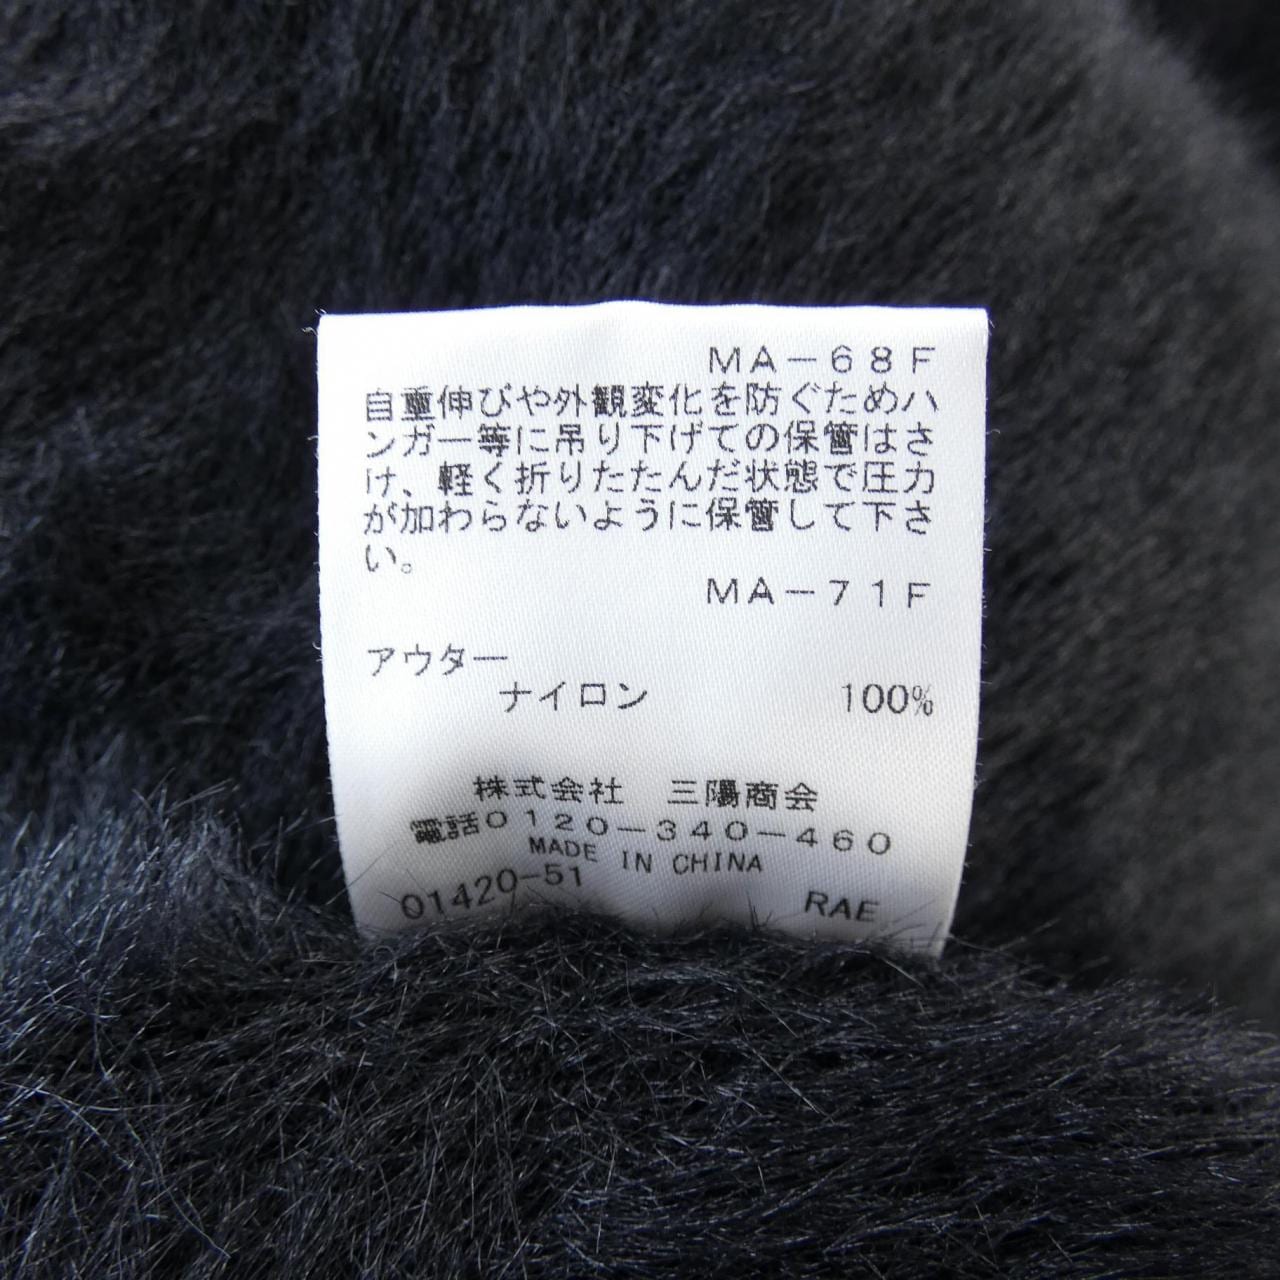 ＭＡ－６８Ｆ
自重伸びや外観変化を防ぐためハ
ンガー等に吊り下げての保管はさ
け、軽く折りたたんだ状態で圧力
が加わらないように保管して下さ
い。
ＭＡ－７１Ｆ
アウター
ナイロン 100%
株式会社　三陽商会
電話０１２０－３４０－４６０
MADE IN CHINA
01420-51 RAE